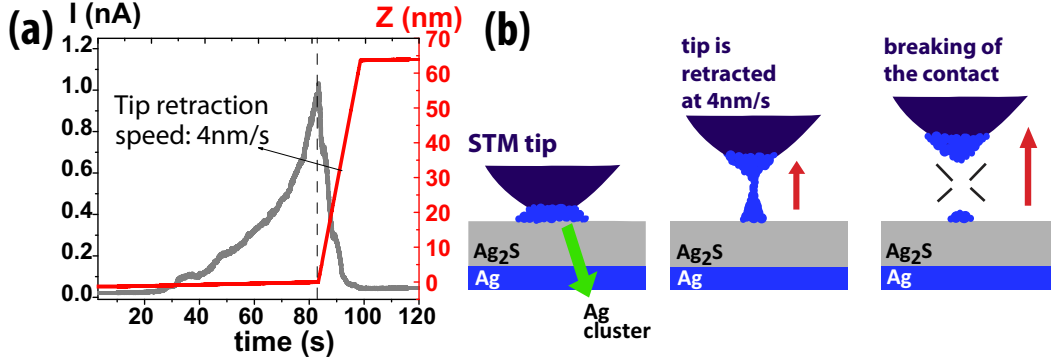 (a)
I (nA)
Z (nm)
1.2
1.0
0.8
0.6
0.4
0.2
0.0
70
60
50
40
30
20
10
0
Tip retraction
speed: 4nm/s
0 20 40 60 80 100 120
time (s)
(b)
STM tip
tip is
retracted
at 4nm/s
breaking of
the contact
Ag₂S
Ag
Ag
cluster
Ag₂S
Ag
Ag₂S
Ag